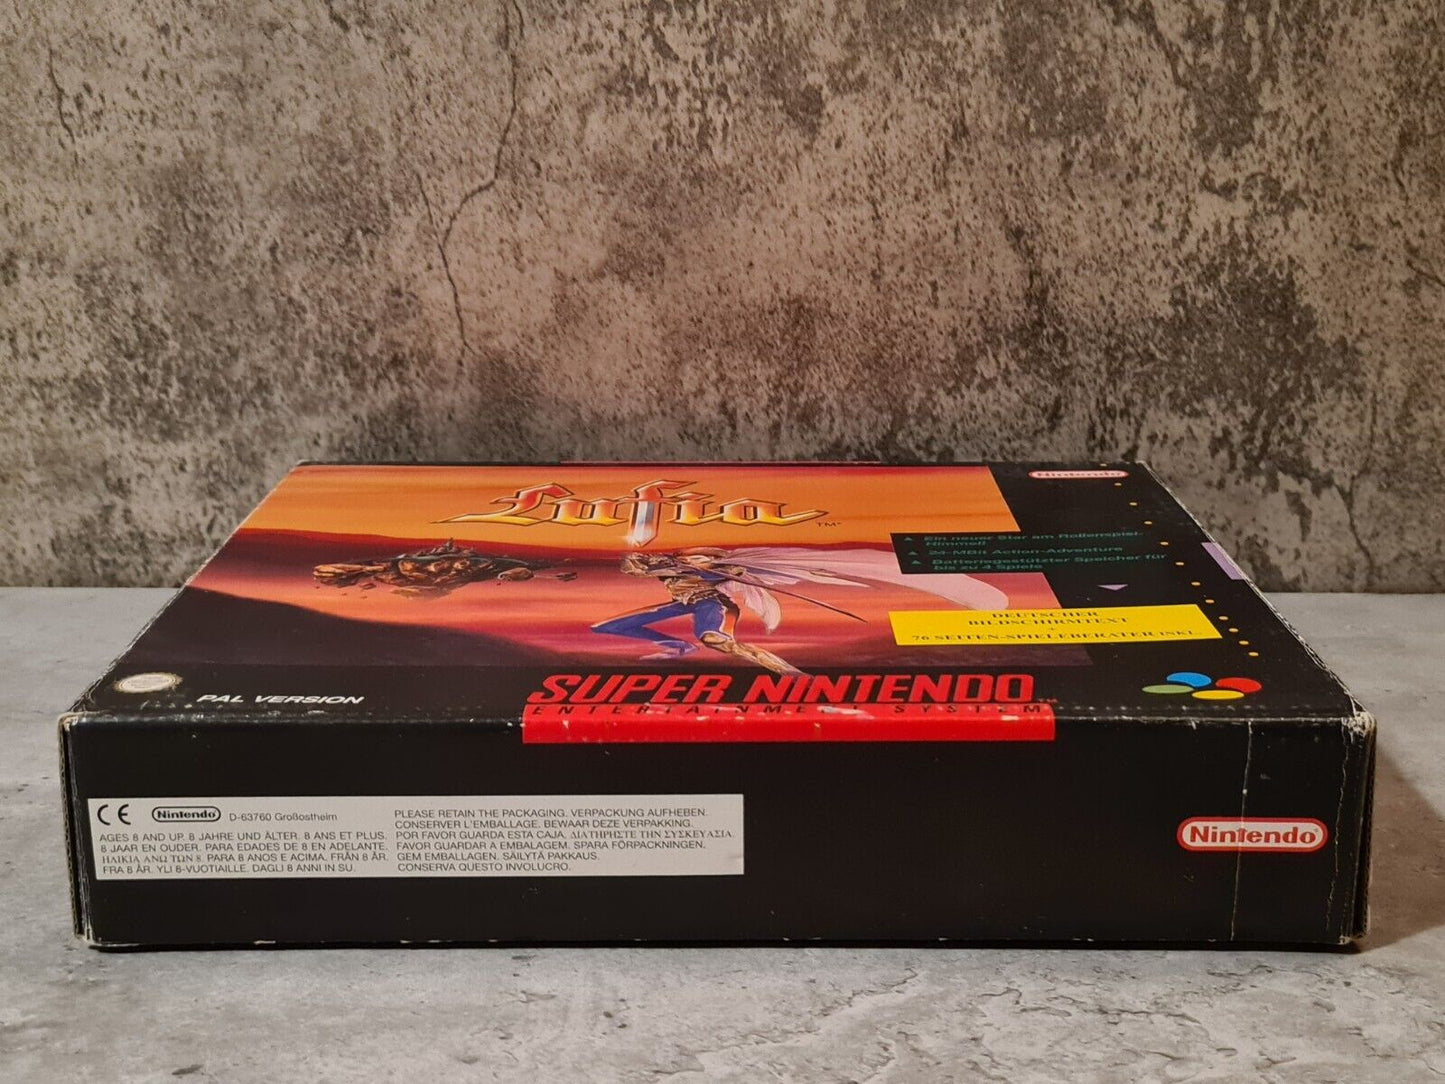 Nintendo
Lufia
TM
Ein neuer Star am Rollenspiel-
Himmel!
24-MBit Action-Adventure
Batteriegestützter Speicher für
bis zu 4 Spiele
DEUTSCHER
BILDSCHIRMTEXT
+
76 SEITEN-SPIELEBERATER INKL.
PAL VERSION
SUPER NINTENDO
TM
ENTERTAINMENT SYSTEM
CE Nintendo D-63760 Großostheim
AGES 8 AND UP. 8 JAHRE UND ÄLTER. 8 ANS ET PLUS.
8 JAAR EN OUDER. PARA EDADES DE 8 EN ADELANTE.
ΗΛΙΚΙΑ ΑΝΩ ΤΩΝ 8. PARA 8 ANOS E ACIMA. FRÅN 8 ÅR.
FRA 8 ÅR. YLI 8-VUOTIAILLE. DAGLI 8 ANNI IN SU.
PLEASE RETAIN THE PACKAGING. VERPACKUNG AUFHEBEN.
CONSERVER L'EMBALLAGE. BEWAAR DEZE VERPAKKING.
POR FAVOR GUARDA ESTA CAJA. ΔΙΑΤΗΡΗΣΤΕ ΤΗΝ ΣΥΣΚΕΥΑΣΙΑ.
FAVOR GUARDAR A EMBALAGEM. SPARA FÖRPACKNINGEN.
GEM EMBALLAGEN. SÄILYTÄ PAKKAUS.
CONSERVA QUESTO INVOLUCRO.
Nintendo